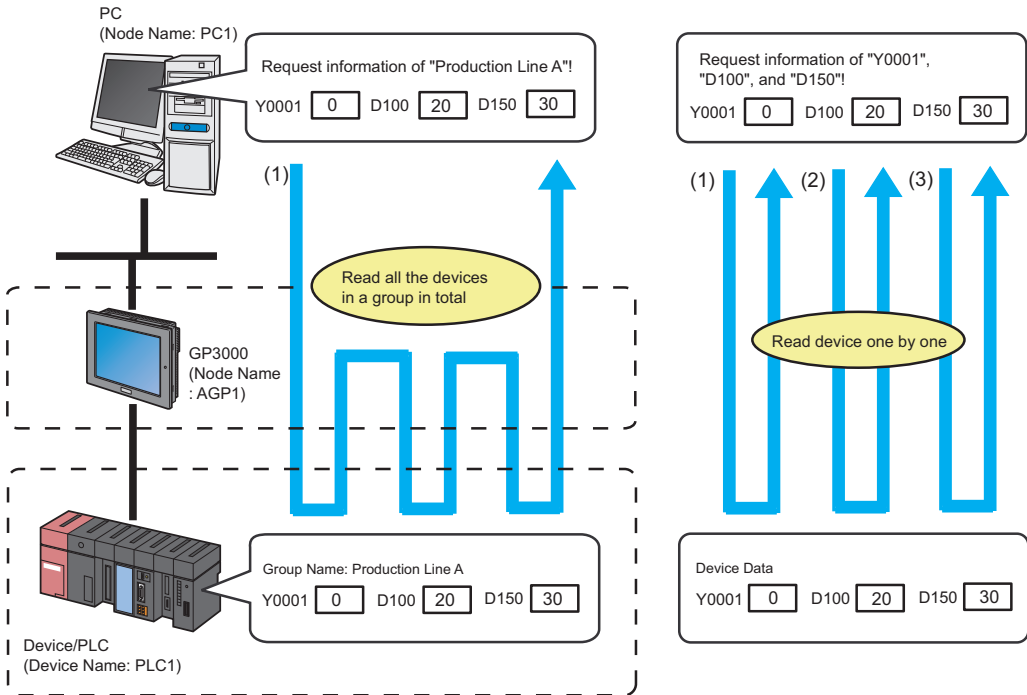 PC
(Node Name: PC1)
Request information of "Production Line A"!
Y0001 0 D100 20 D150 30
Request information of "Y0001",
"D100", and "D150"!
Y0001 0 D100 20 D150 30
(1)
(1) (2) (3)
Read all the devices
in a group in total
Read device one by one
GP3000
(Node Name
: AGP1)
Group Name: Production Line A
Y0001 0 D100 20 D150 30
Device Data
Y0001 0 D100 20 D150 30
Device/PLC
(Device Name: PLC1)